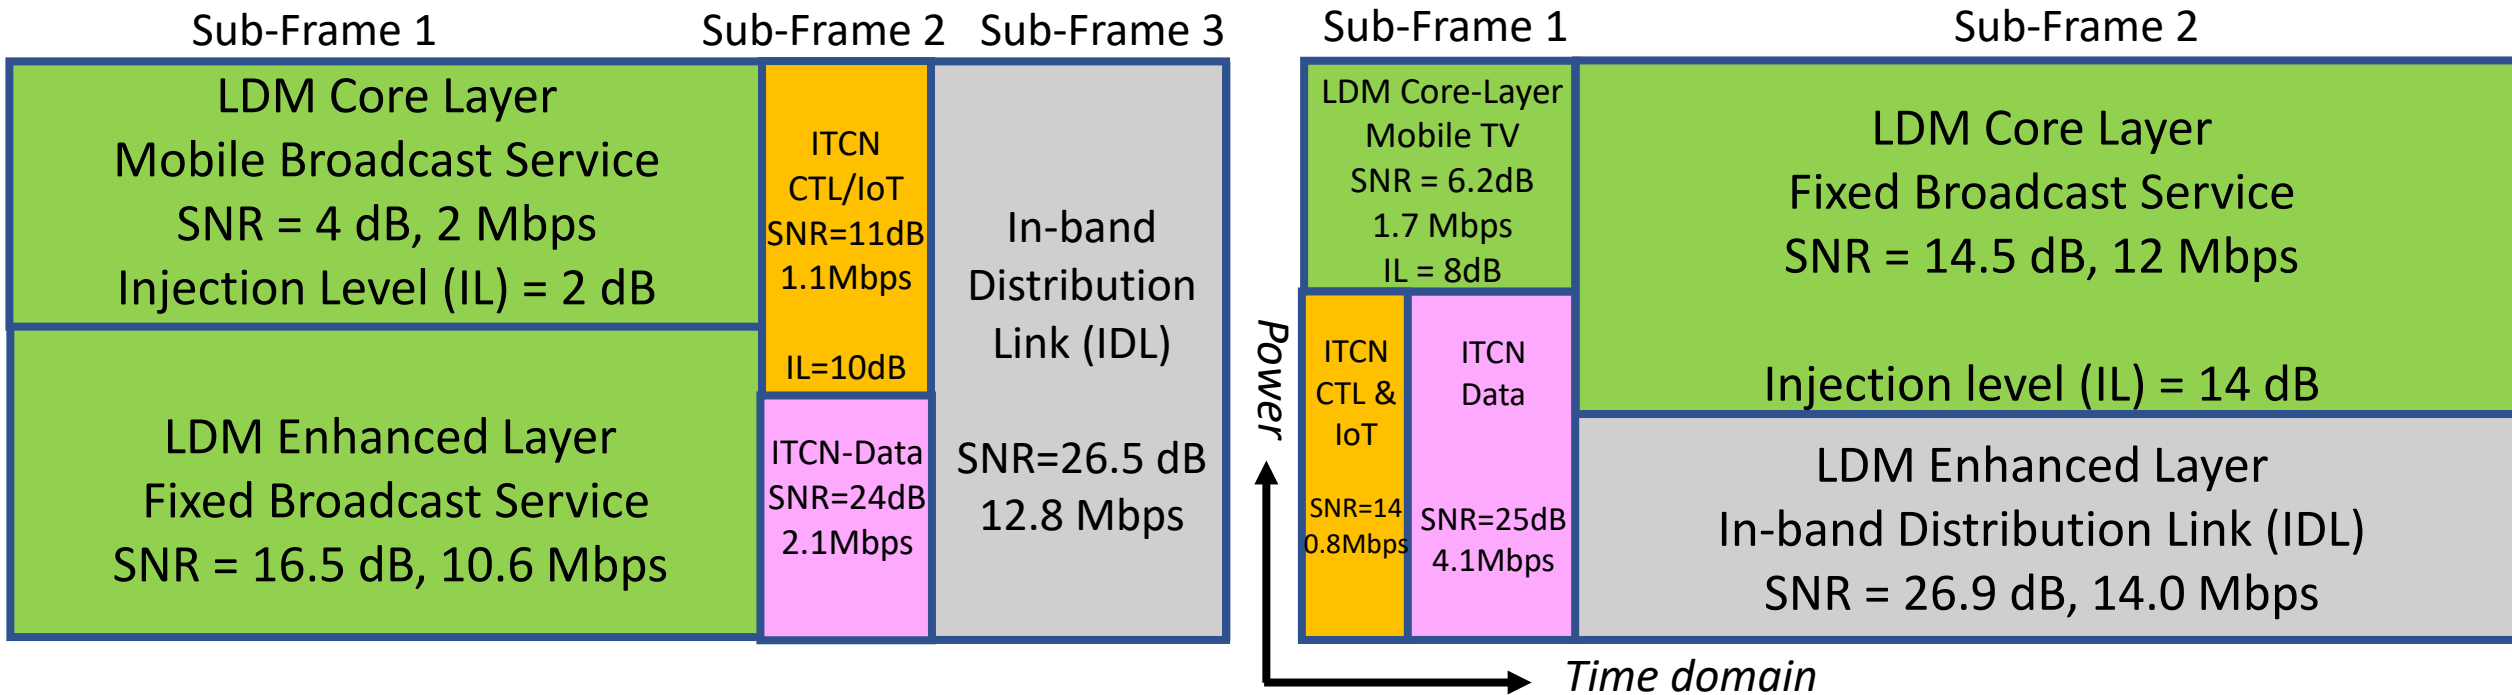 Sub-Frame 1
LDM Core Layer
Mobile Broadcast Service
SNR = 4 dB, 2 Mbps
Injection Level (IL) = 2 dB
LDM Enhanced Layer
Fixed Broadcast Service
SNR = 16.5 dB, 10.6 Mbps
Sub-Frame 2
ITCN
CTL/IoT
SNR=11dB
1.1Mbps
IL=10dB
ITCN-Data
SNR=24dB
2.1Mbps
Sub-Frame 3
In-band
Distribution
Link (IDL)
SNR=26.5 dB
12.8 Mbps
Sub-Frame 1
LDM Core-Layer
Mobile TV
SNR = 6.2dB
1.7 Mbps
IL = 8dB
ITCN
CTL &
IoT
SNR=14
0.8Mbps
ITCN
Data
SNR=25dB
4.1Mbps
Sub-Frame 2
LDM Core Layer
Fixed Broadcast Service
SNR = 14.5 dB, 12 Mbps
Injection level (IL) = 14 dB
LDM Enhanced Layer
In-band Distribution Link (IDL)
SNR = 26.9 dB, 14.0 Mbps
Power
Time domain